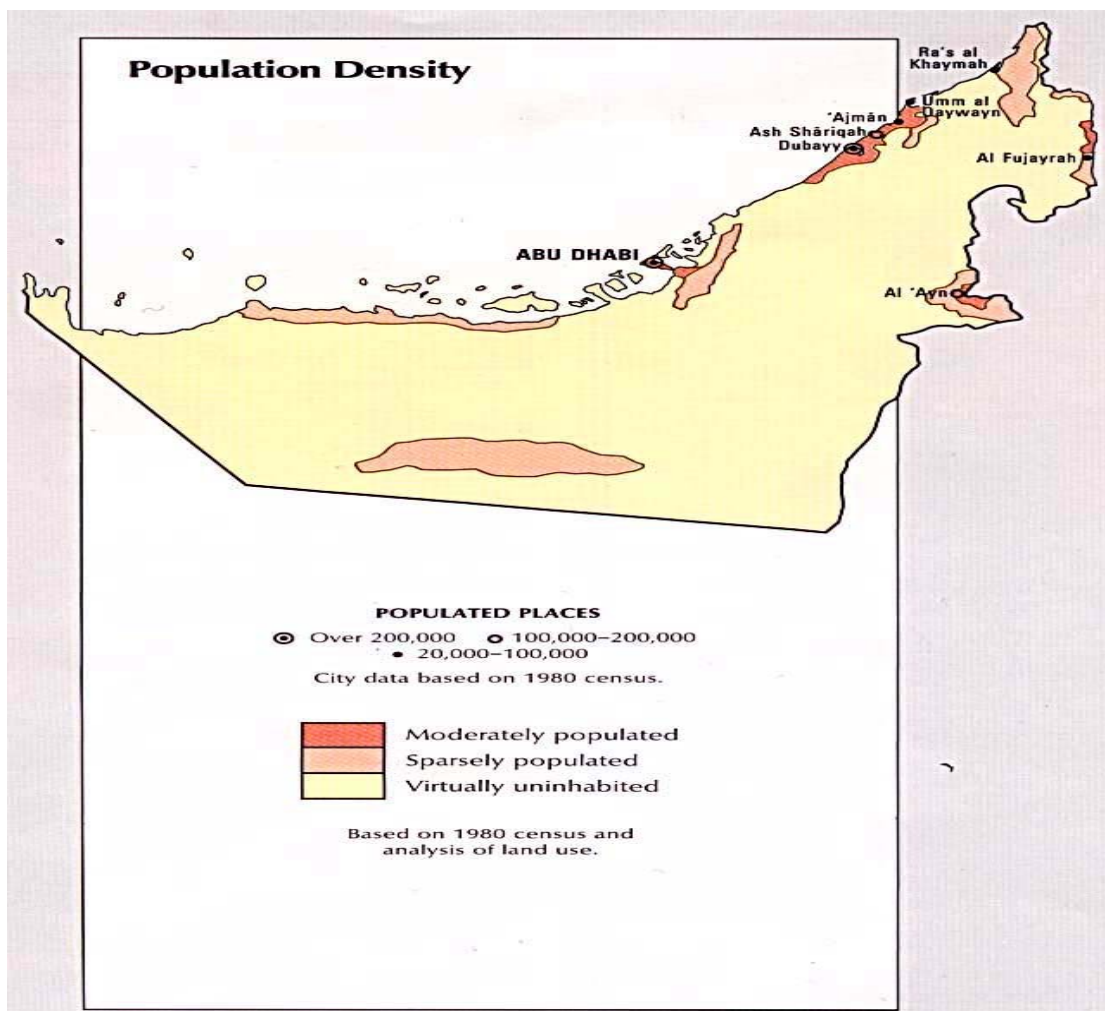 Population Density
Ra's al
Khaymah
Umm al
Qaywayn
'Ajmān
Ash Shāriqah
Dubayy
Al Fujayrah
ABU DHABI
Al 'Ayn
POPULATED PLACES
Over 200,000 100,000–200,000
20,000–100,000
City data based on 1980 census.
Moderately populated
Sparsely populated
Virtually uninhabited
Based on 1980 census and
analysis of land use.